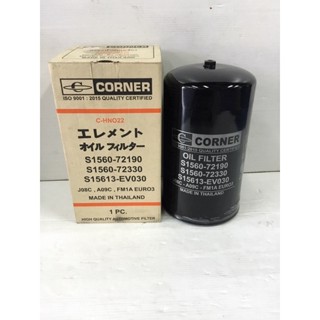 CORNER
ISO 9001 : 2015 QUALITY CERTIFIED
C-HNO22
エレメント
オイル フィルター
S1560-72190
S1560-72330
S15613-EV030
J08C , A09C , FM1A EURO3
MADE IN THAILAND
1 PC.
HIGH QUALITY AUTOMOTIVE FILTER
CORNER
OIL FILTER
S1560-72190
S1560-72330
S15613-EV030
J08C , A09C , FM1A EURO3
MADE IN THAILAND